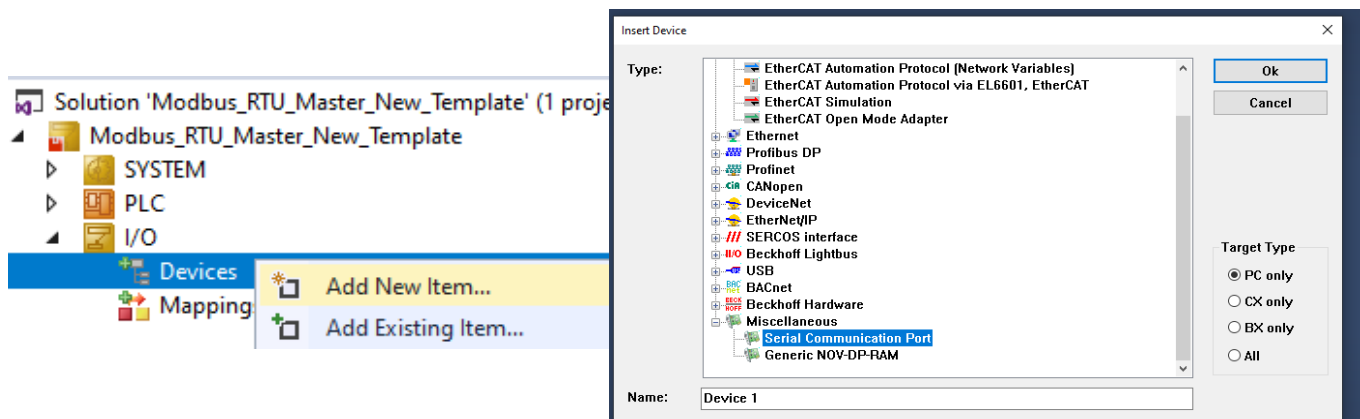 Solution 'Modbus_RTU_Master_New_Template' (1 proje
Modbus_RTU_Master_New_Template
SYSTEM
PLC
I/O
Devices
Mapping
Add New Item...
Add Existing Item...
Insert Device
Type:
EtherCAT Automation Protocol (Network Variables)
EtherCAT Automation Protocol via EL6601, EtherCAT
EtherCAT Simulation
EtherCAT Open Mode Adapter
Ethernet
Profibus DP
Profinet
CiA CANopen
DeviceNet
EtherNet/IP
SERCOS interface
II/O Beckhoff Lightbus
USB
BACnet
Beckhoff Hardware
Miscellaneous
Serial Communication Port
Generic NOV-DP-RAM
Name:
Device 1
Ok
Cancel
Target Type
PC only
CX only
BX only
All